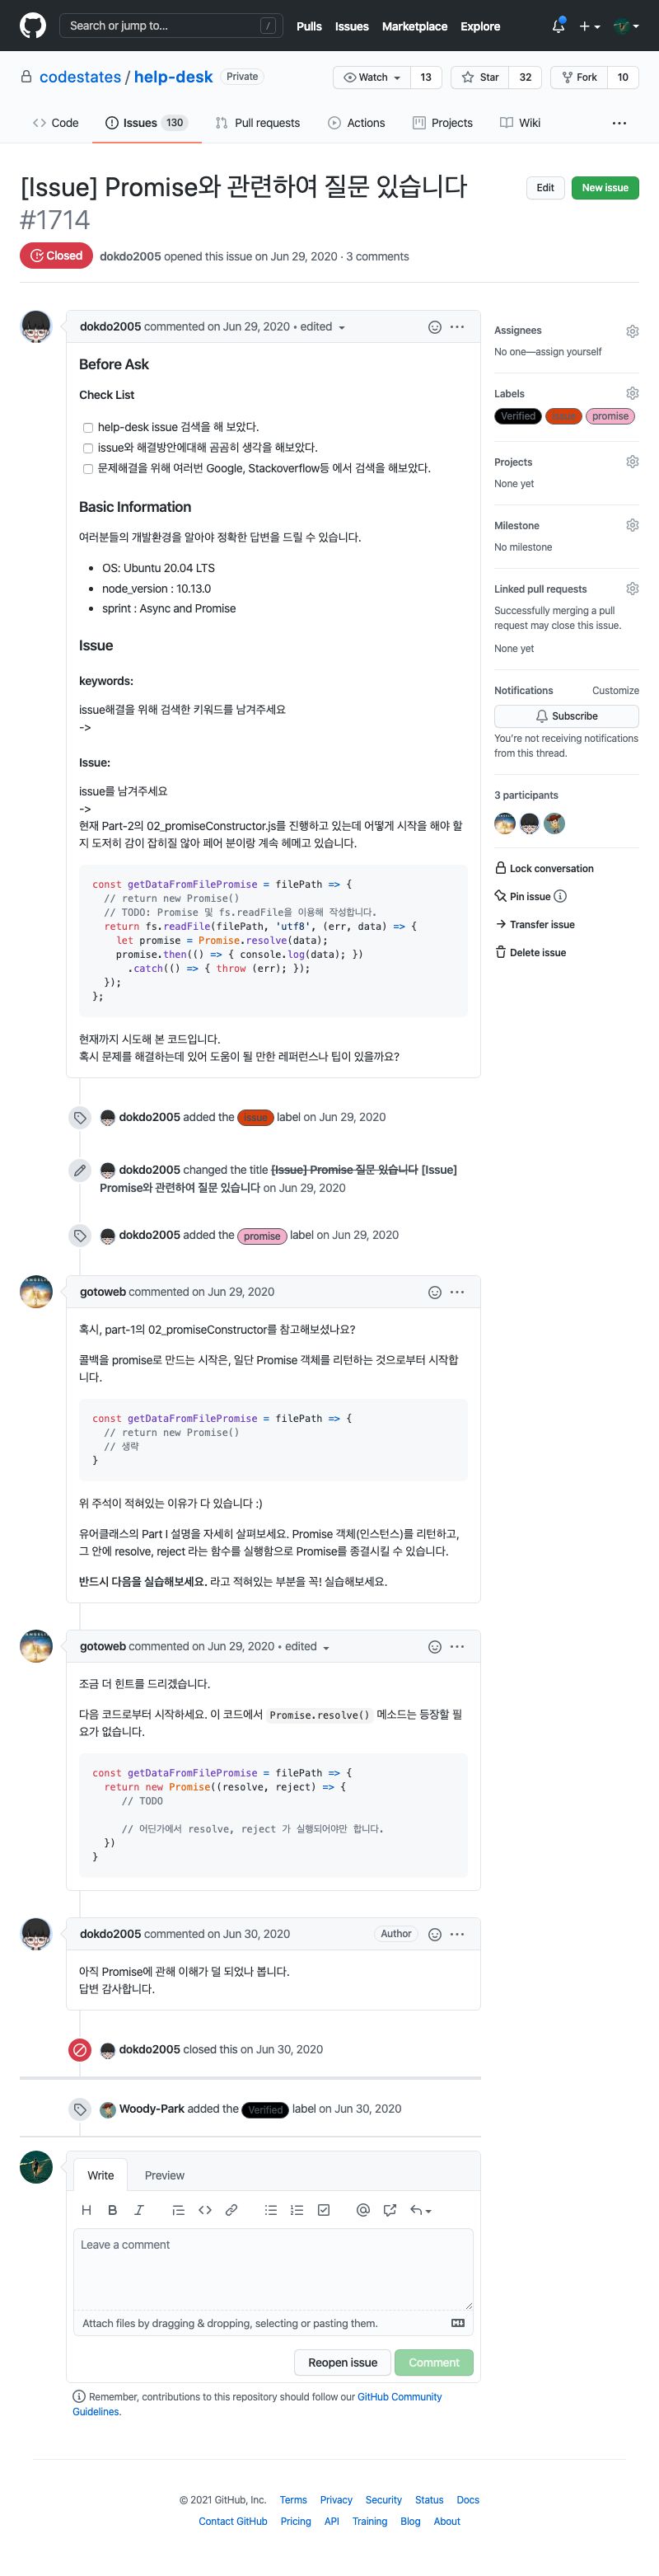 Search or jump to... /
Pulls Issues Marketplace Explore
codestates / help-desk Private
Watch 13 Star 32 Fork 10
Code Issues 130 Pull requests Actions Projects Wiki ...
[Issue] Promise와 관련하여 질문 있습니다
#1714
Edit New issue
Closed dokdo2005 opened this issue on Jun 29, 2020 · 3 comments
dokdo2005 commented on Jun 29, 2020 • edited
Before Ask
Check List
help-desk issue 검색을 해 보았다.
issue와 해결방안에대해 곰곰히 생각을 해보았다.
문제해결을 위해 여러번 Google, Stackoverflow등 에서 검색을 해보았다.
Basic Information
여러분들의 개발환경을 알아야 정확한 답변을 드릴 수 있습니다.
• OS: Ubuntu 20.04 LTS
• node_version : 10.13.0
• sprint : Async and Promise
Issue
keywords:
issue해결을 위해 검색한 키워드를 남겨주세요
->
Issue:
issue를 남겨주세요
->
현재 Part-2의 02_promiseConstructor.js를 진행하고 있는데 어떻게 시작을 해야 할
지 도저히 감이 잡히질 않아 페어 분이랑 계속 헤메고 있습니다.
const getDataFromFilePromise = filePath => {
// return new Promise()
// TODO: Promise 및 fs.readFile을 이용해 작성합니다.
return fs.readFile(filePath, 'utf8', (err, data) => {
let promise = Promise.resolve(data);
promise.then(() => { console.log(data); })
.catch(() => { throw (err); });
});
};
현재까지 시도해 본 코드입니다.
혹시 문제를 해결하는데 있어 도움이 될 만한 레퍼런스나 팁이 있을까요?
Assignees
No one—assign yourself
Labels
Verified issue promise
Projects
None yet
Milestone
No milestone
Linked pull requests
Successfully merging a pull
request may close this issue.
None yet
Notifications Customize
Subscribe
You're not receiving notifications
from this thread.
3 participants
Lock conversation
Pin issue
Transfer issue
Delete issue
dokdo2005 added the issue label on Jun 29, 2020
dokdo2005 changed the title [Issue] Promise 질문 있습니다 [Issue]
Promise와 관련하여 질문 있습니다 on Jun 29, 2020
dokdo2005 added the promise label on Jun 29, 2020
gotoweb commented on Jun 29, 2020
혹시, part-1의 02_promiseConstructor를 참고해보셨나요?
콜백을 promise로 만드는 시작은, 일단 Promise 객체를 리턴하는 것으로부터 시작합
니다.
const getDataFromFilePromise = filePath => {
// return new Promise()
// 생략
}
위 주석이 적혀있는 이유가 다 있습니다 :)
유어클래스의 Part I 설명을 자세히 살펴보세요. Promise 객체(인스턴스)를 리턴하고,
그 안에 resolve, reject 라는 함수를 실행함으로 Promise를 종결시킬 수 있습니다.
반드시 다음을 실습해보세요. 라고 적혀있는 부분을 꼭! 실습해보세요.
gotoweb commented on Jun 29, 2020 • edited
조금 더 힌트를 드리겠습니다.
다음 코드로부터 시작하세요. 이 코드에서 Promise.resolve() 메소드는 등장할 필
요가 없습니다.
const getDataFromFilePromise = filePath => {
return new Promise((resolve, reject) => {
// TODO
// 어딘가에서 resolve, reject 가 실행되어야만 합니다.
})
}
dokdo2005 commented on Jun 30, 2020 Author
아직 Promise에 관해 이해가 덜 되었나 봅니다.
답변 감사합니다.
dokdo2005 closed this on Jun 30, 2020
Woody-Park added the Verified label on Jun 30, 2020
Write Preview
Leave a comment
Attach files by dragging & dropping, selecting or pasting them.
Reopen issue Comment
Remember, contributions to this repository should follow our GitHub Community
Guidelines.
© 2021 GitHub, Inc. Terms Privacy Security Status Docs
Contact GitHub Pricing API Training Blog About